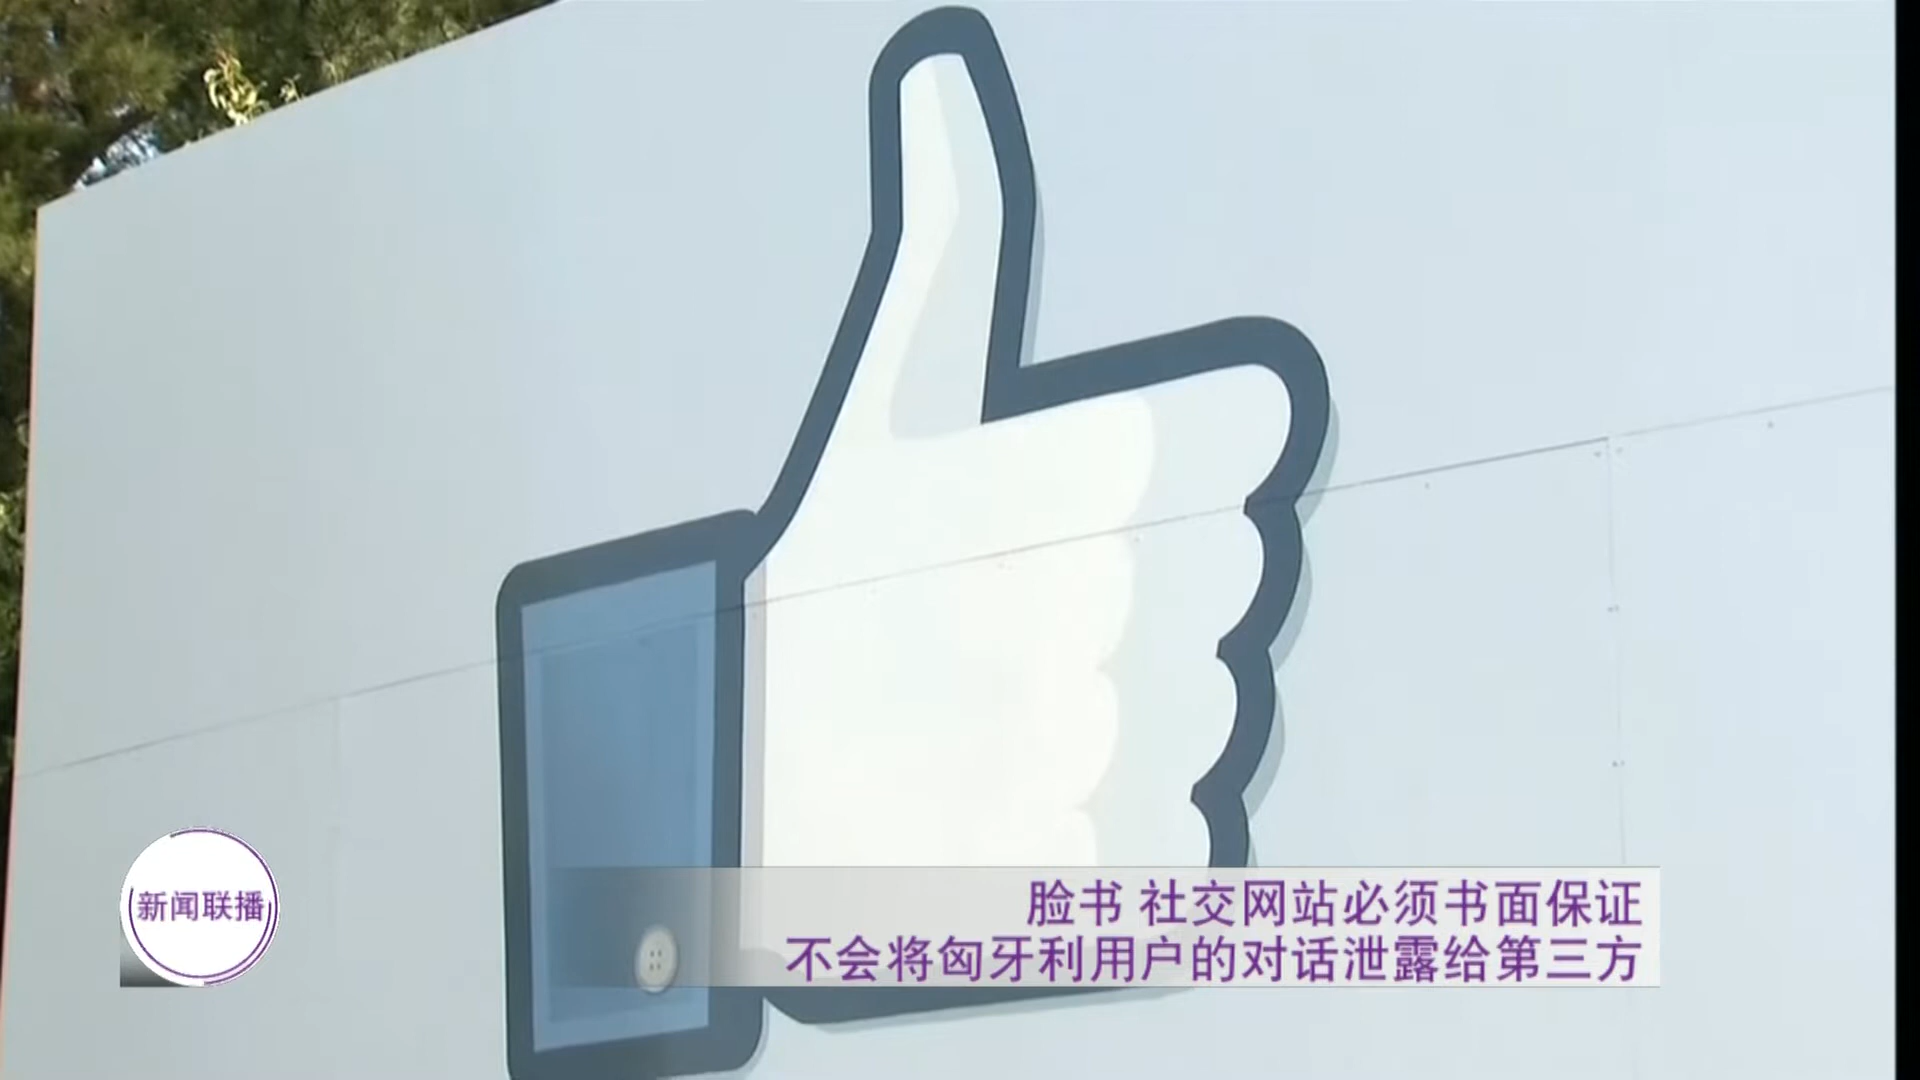 新闻联播
脸书 社交网站必须书面保证
不会将匈牙利用户的对话泄露给第三方